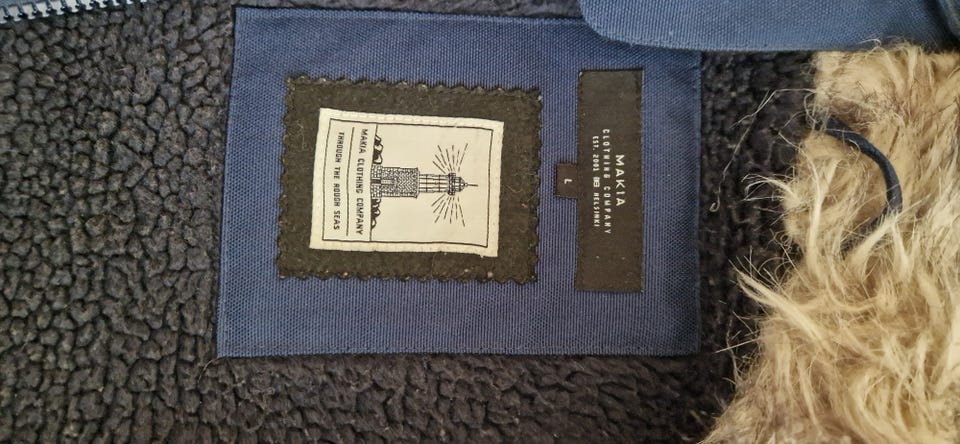 MAKIA
CLOTHING COMPANY
EST. 2001 HELSINKI
L
MAKIA CLOTHING COMPANY
THROUGH THE ROUGH SEAS